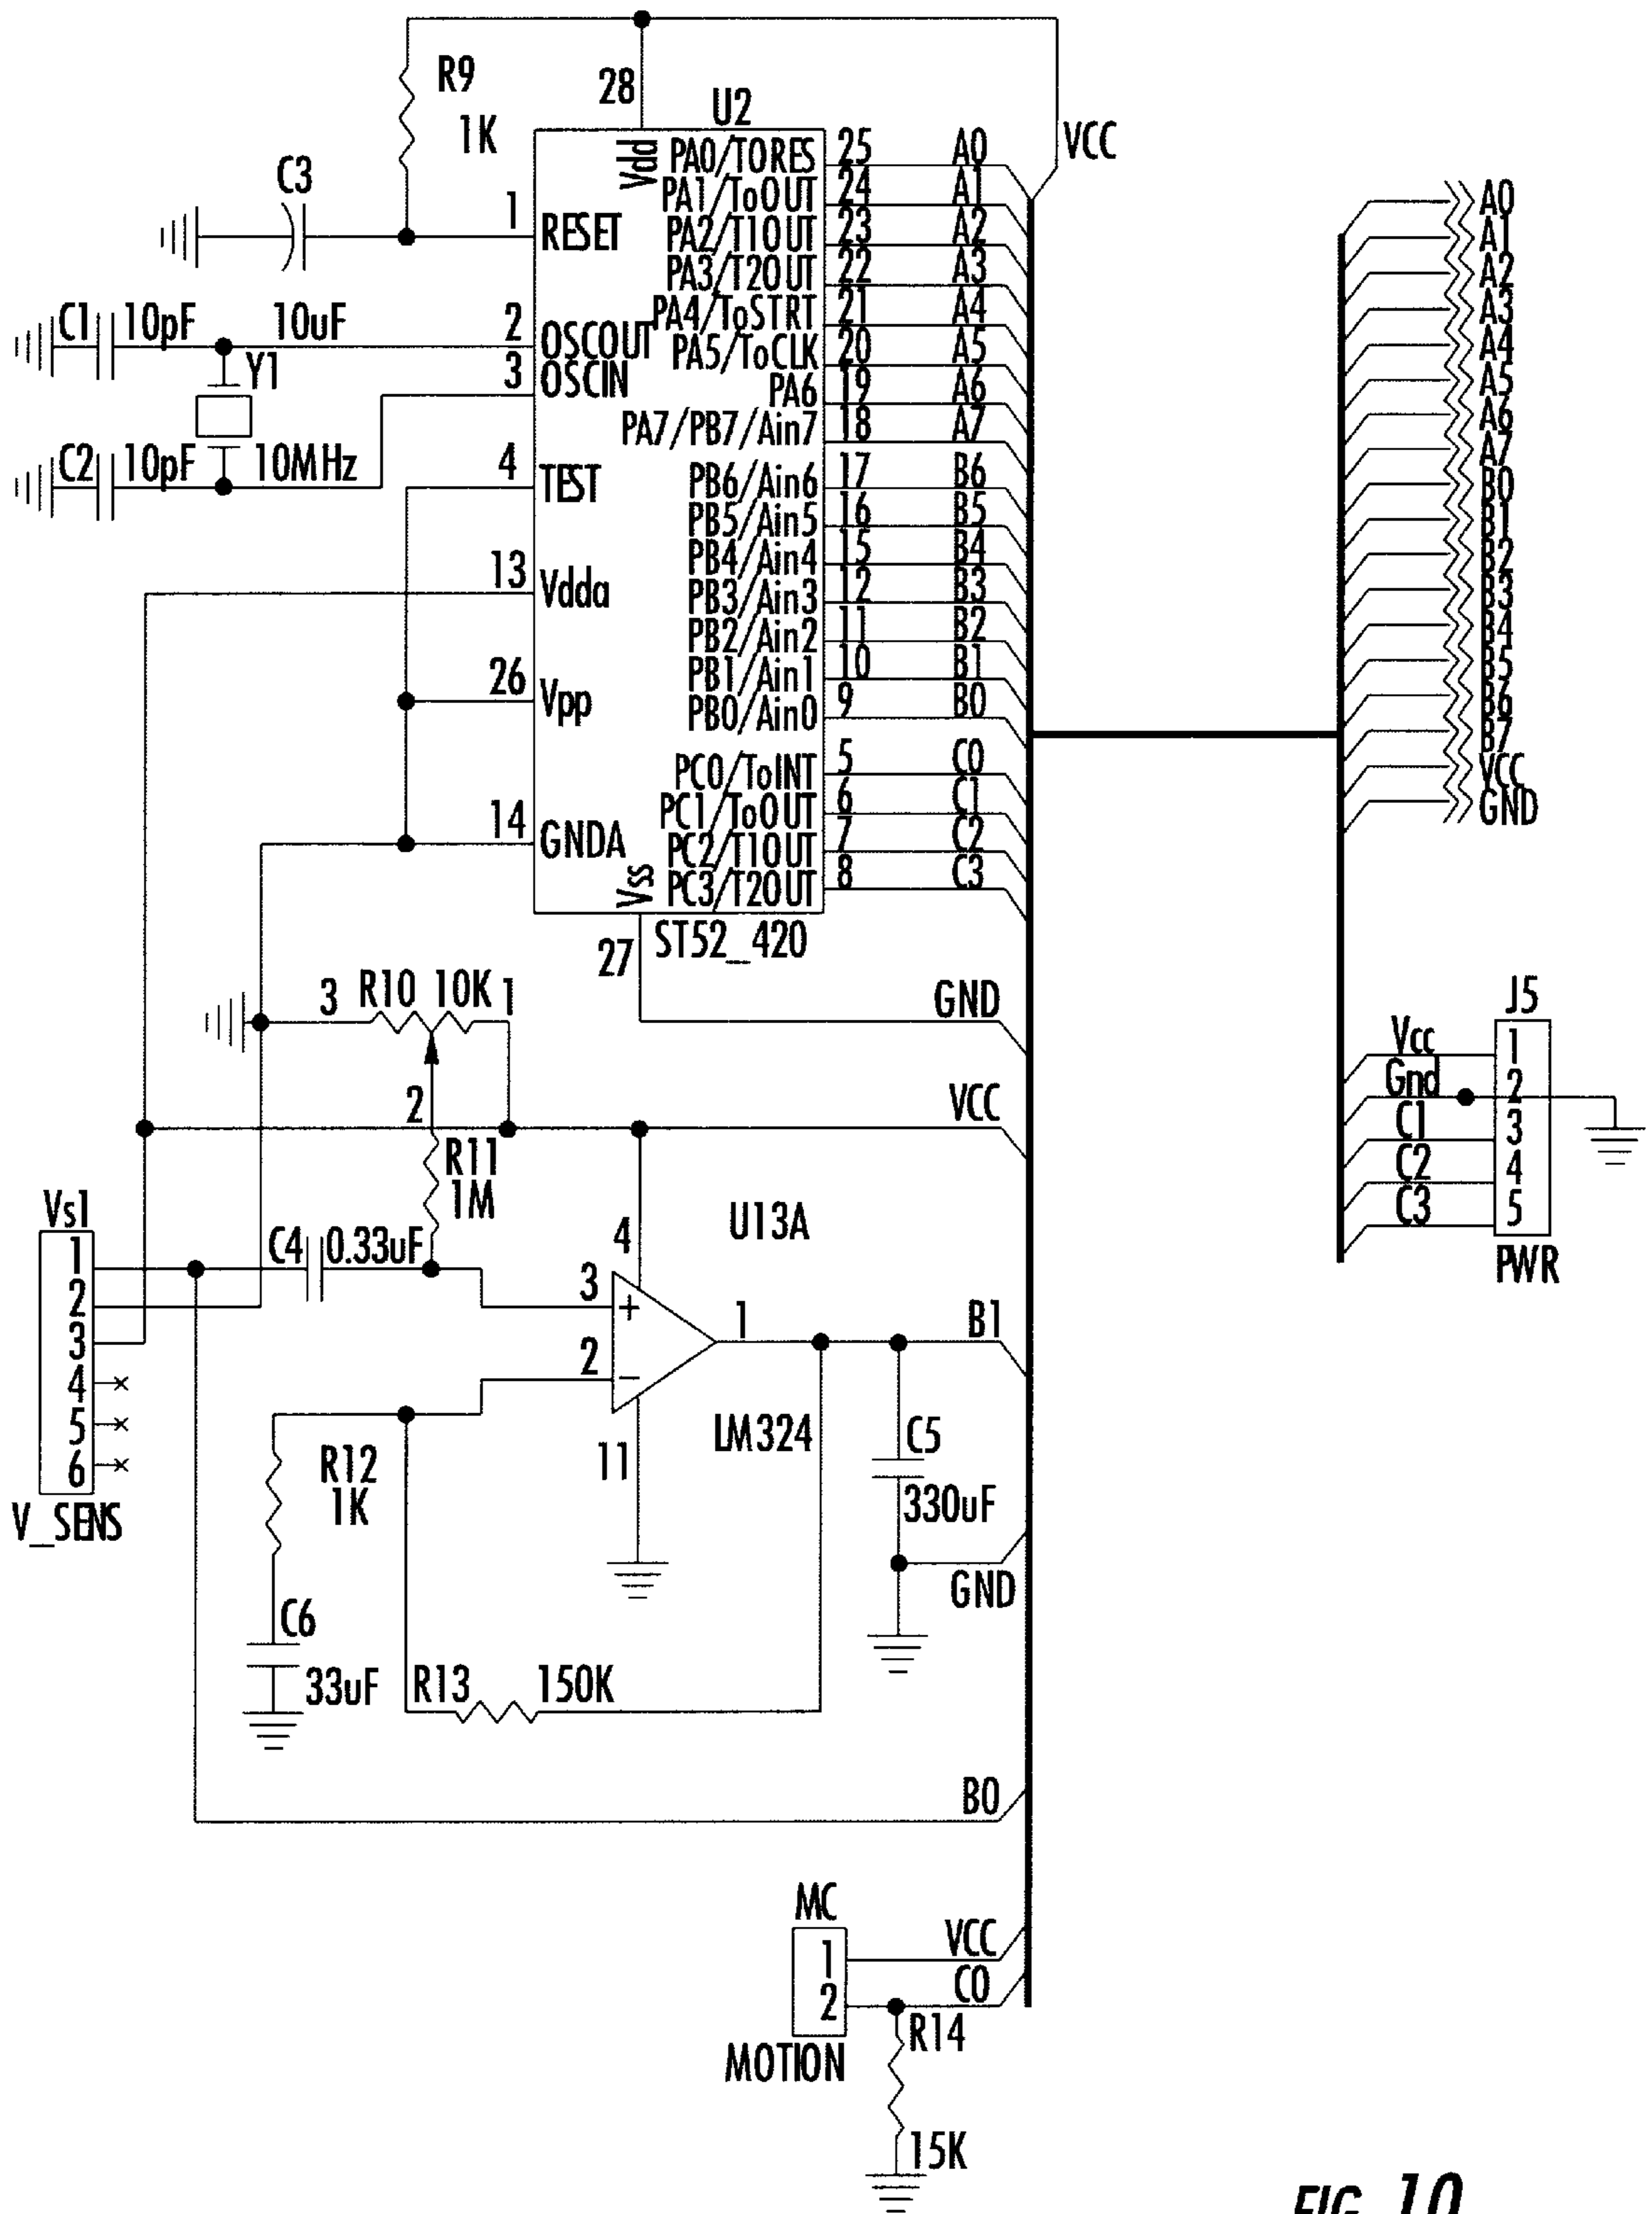 R9
1K
28
U2
C3
1
RESET
Vdd
PA0/TORES 25 A0
PA1/ToOUT 24 A1
PA2/T1OUT 23 A2
PA3/T2OUT 22 A3
PA4/ToSTRT 21 A4
PA5/ToCLK 20 A5
PA6 19 A6
PA7/PB7/Ain7 18 A7
PB6/Ain6 17 B6
PB5/Ain5 16 B5
PB4/Ain4 15 B4
PB3/Ain3 12 B3
PB2/Ain2 11 B2
PB1/Ain1 10 B1
PB0/Ain0 9 B0
PC0/ToINT 5 C0
PC1/ToOUT 6 C1
PC2/T1OUT 7 C2
PC3/T2OUT 8 C3
VCC
C1 10pF 10uF
2 OSCOUT
Y1
3 OSCIN
C2 10pF 10MHz
4 TEST
13 Vdda
26 Vpp
14 GNDA
Vss
27
ST52_420
GND
A0
A1
A2
A3
A4
A5
A6
A7
B0
B1
B2
B3
B4
B5
B6
B7
VCC
GND
3 R10 10K 1
2
VCC
R11
1M
J5
Vcc 1
Gnd 2
C1 3
C2 4
C3 5
PWR
Vs1
1
2
3
4
5
6
V_SENS
C4 0.33uF
U13A
4
3 +
2 −
1
B1
11
LM324
C5
330uF
GND
R12
1K
C6
33uF
R13 150K
B0
MC
1 VCC
2 C0
MOTION
R14
15K
FIG. 10